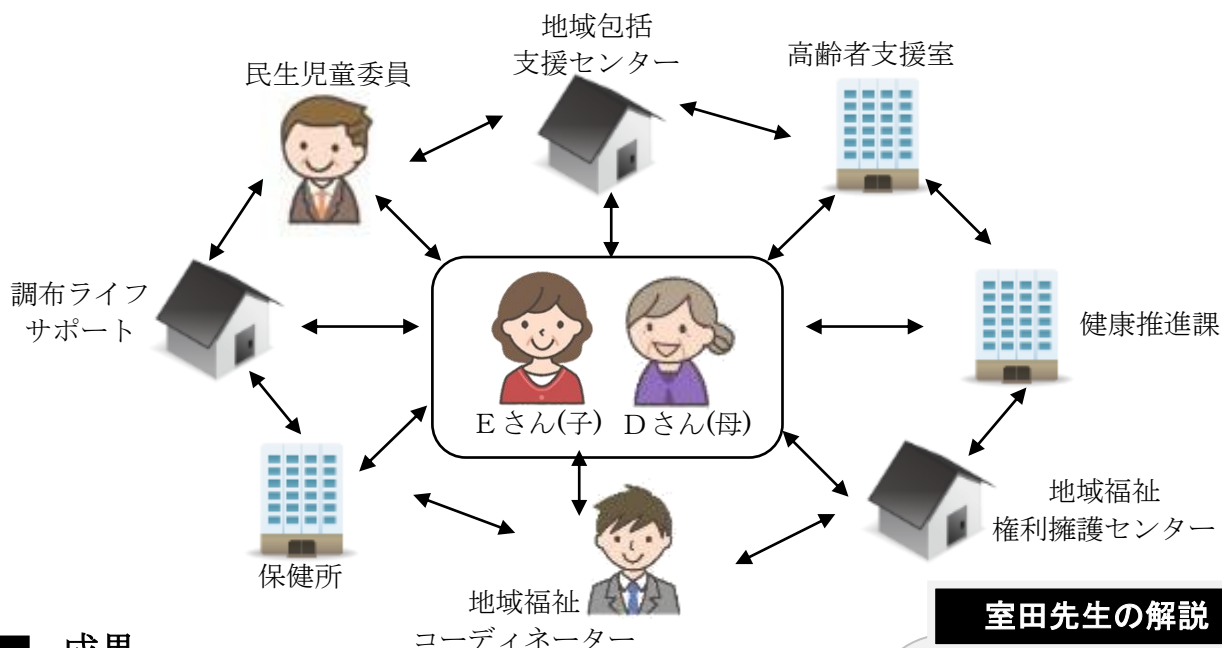 地域包括
支援センター
高齢者支援室
民生児童委員
調布ライフ
サポート
健康推進課
Eさん(子) Dさん(母)
地域福祉
権利擁護センター
保健所
地域福祉
コーディネーター
室田先生の解説
成果